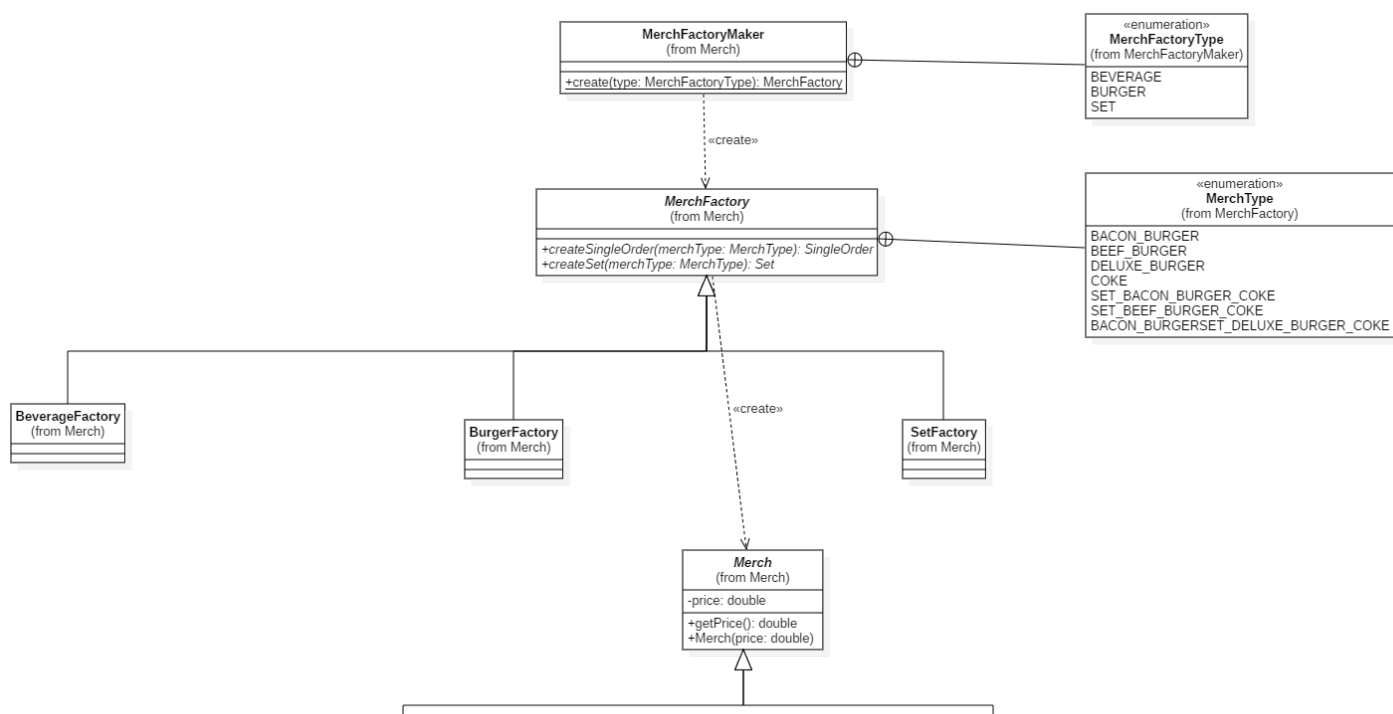 MerchFactoryMaker
(from Merch)
+create(type: MerchFactoryType): MerchFactory
«enumeration»
MerchFactoryType
(from MerchFactoryMaker)
BEVERAGE
BURGER
SET
«create»
MerchFactory
(from Merch)
+createSingleOrder(merchType: MerchType): SingleOrder
+createSet(merchType: MerchType): Set
«enumeration»
MerchType
(from MerchFactory)
BACON_BURGER
BEEF_BURGER
DELUXE_BURGER
COKE
SET_BACON_BURGER_COKE
SET_BEEF_BURGER_COKE
BACON_BURGERSET_DELUXE_BURGER_COKE
BeverageFactory
(from Merch)
BurgerFactory
(from Merch)
«create»
SetFactory
(from Merch)
Merch
(from Merch)
-price: double
+getPrice(): double
+Merch(price: double)